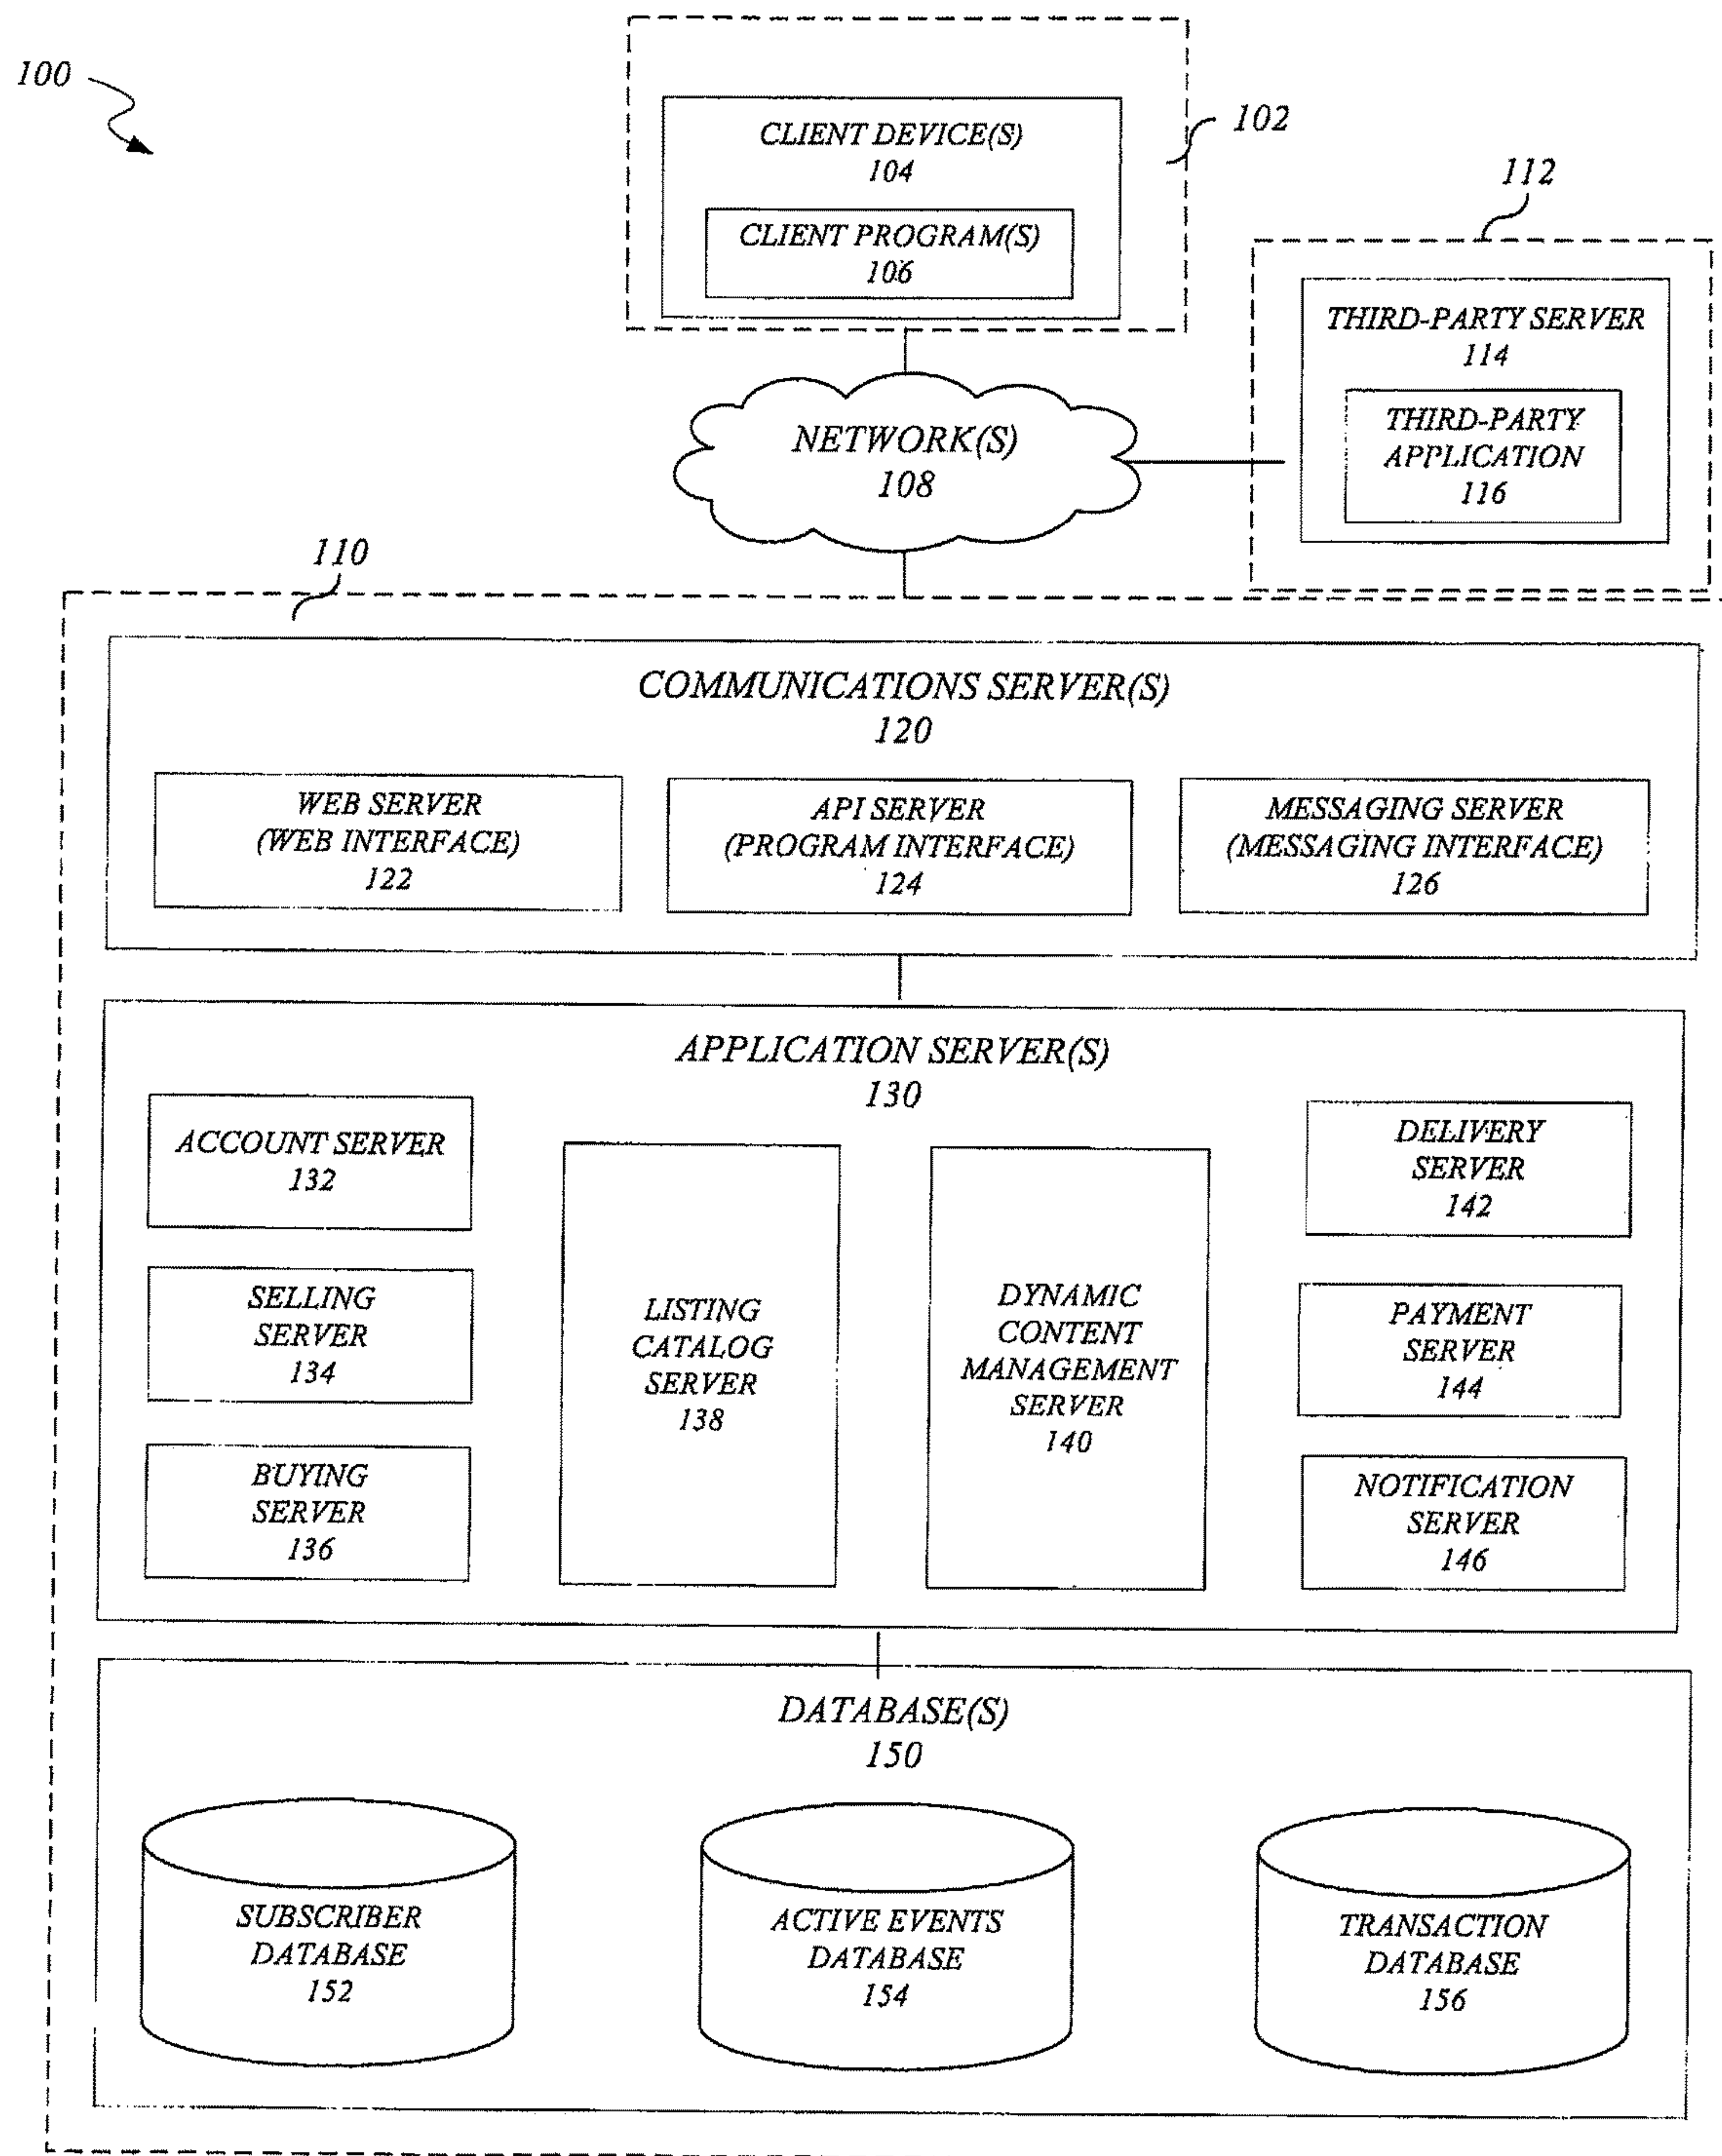 100
102
CLIENT DEVICE(S)
104
CLIENT PROGRAM(S)
106
112
THIRD-PARTY SERVER
114
THIRD-PARTY
APPLICATION
116
NETWORK(S)
108
110
COMMUNICATIONS SERVER(S)
120
WEB SERVER
(WEB INTERFACE)
122
API SERVER
(PROGRAM INTERFACE)
124
MESSAGING SERVER
(MESSAGING INTERFACE)
126
APPLICATION SERVER(S)
130
ACCOUNT SERVER
132
SELLING
SERVER
134
BUYING
SERVER
136
LISTING
CATALOG
SERVER
138
DYNAMIC
CONTENT
MANAGEMENT
SERVER
140
DELIVERY
SERVER
142
PAYMENT
SERVER
144
NOTIFICATION
SERVER
146
DATABASE(S)
150
SUBSCRIBER
DATABASE
152
ACTIVE EVENTS
DATABASE
154
TRANSACTION
DATABASE
156